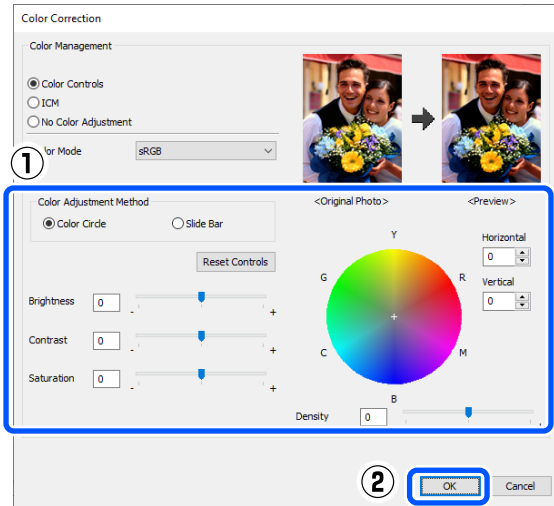 Color Correction
Color Management
Color Controls
ICM
No Color Adjustment
①
or Mode sRGB
Color Adjustment Method
Color Circle Slide Bar
Reset Controls
Brightness 0 - +
Contrast 0 - +
Saturation 0 - +
<Original Photo> <Preview>
Y
G R
C M
B
Horizontal
0
Vertical
0
Density 0
② OK Cancel